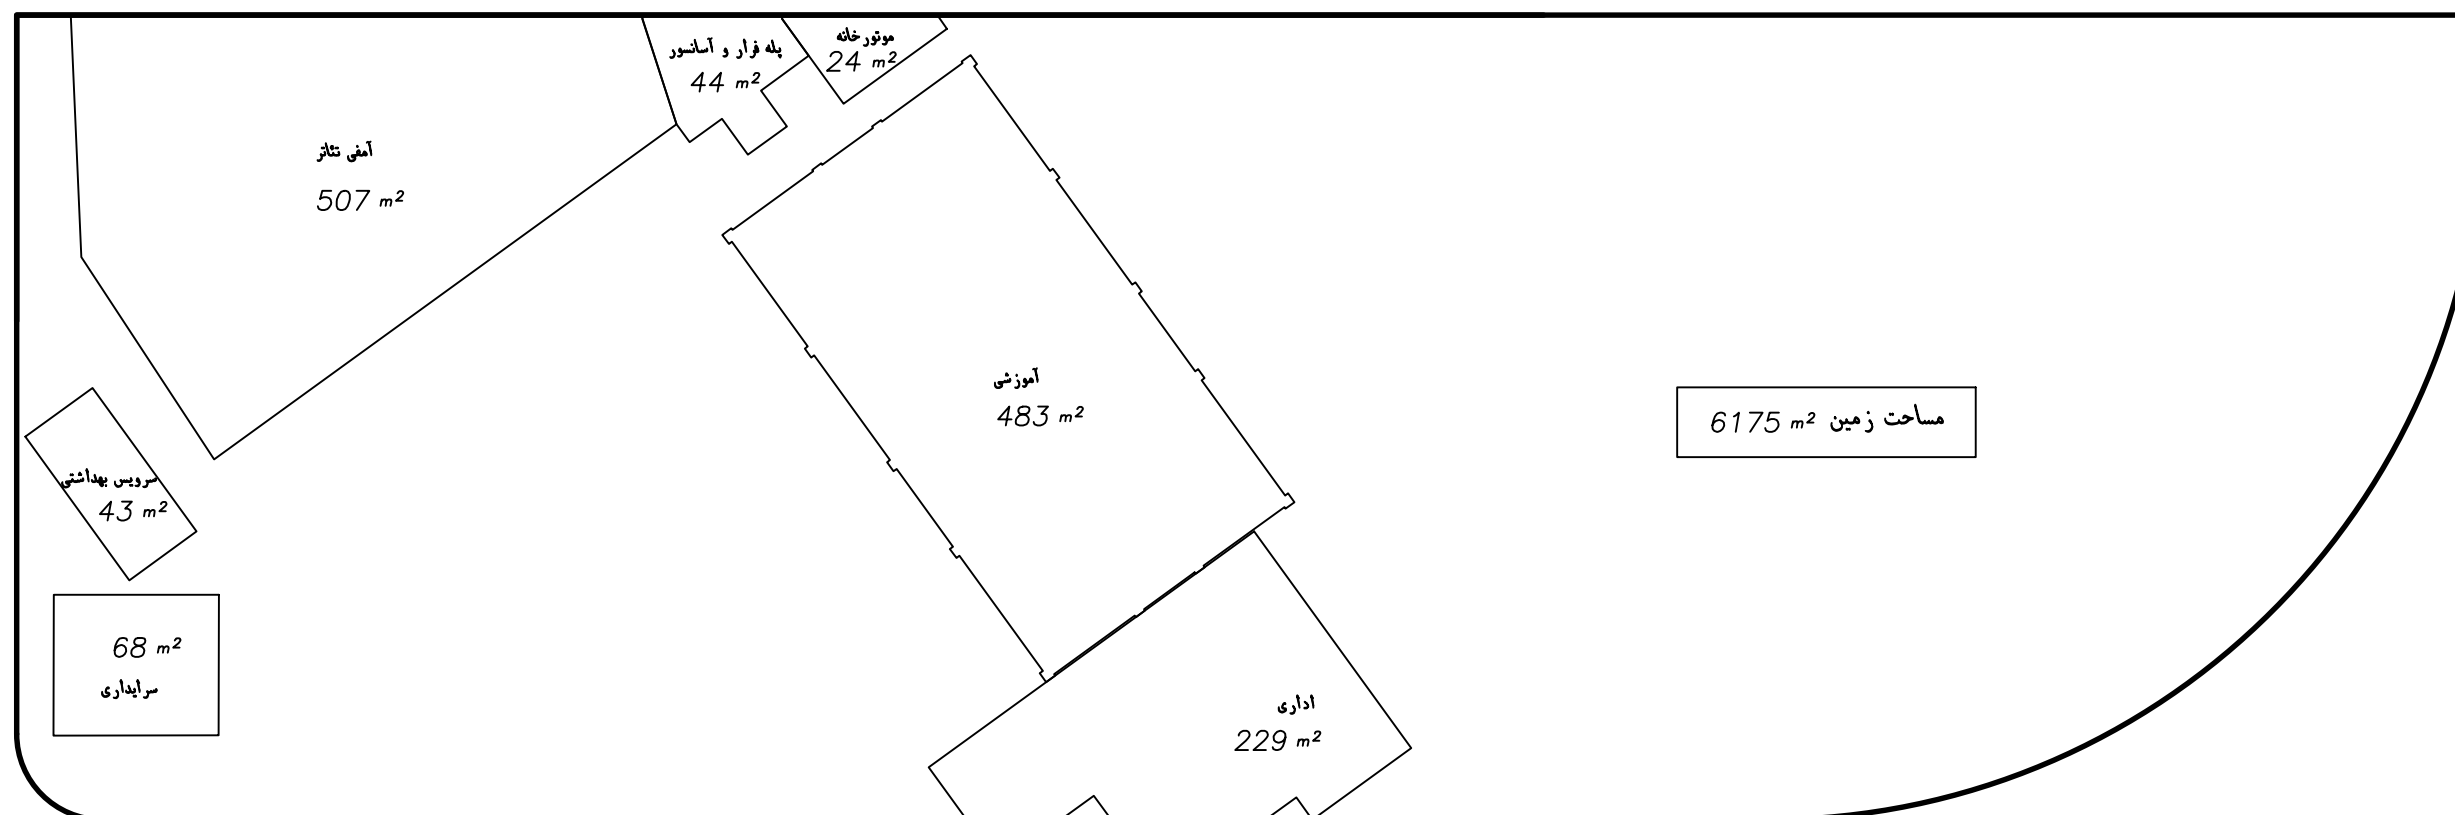 موتورخانه
24 m²
پله فرار و آسانسور
44 m²
آمفی تئاتر
507 m²
آموزشی
483 m²
مساحت زمین 6175 m²
سرویس بهداشتی
43 m²
68 m²
سرایداری
اداری
229 m²